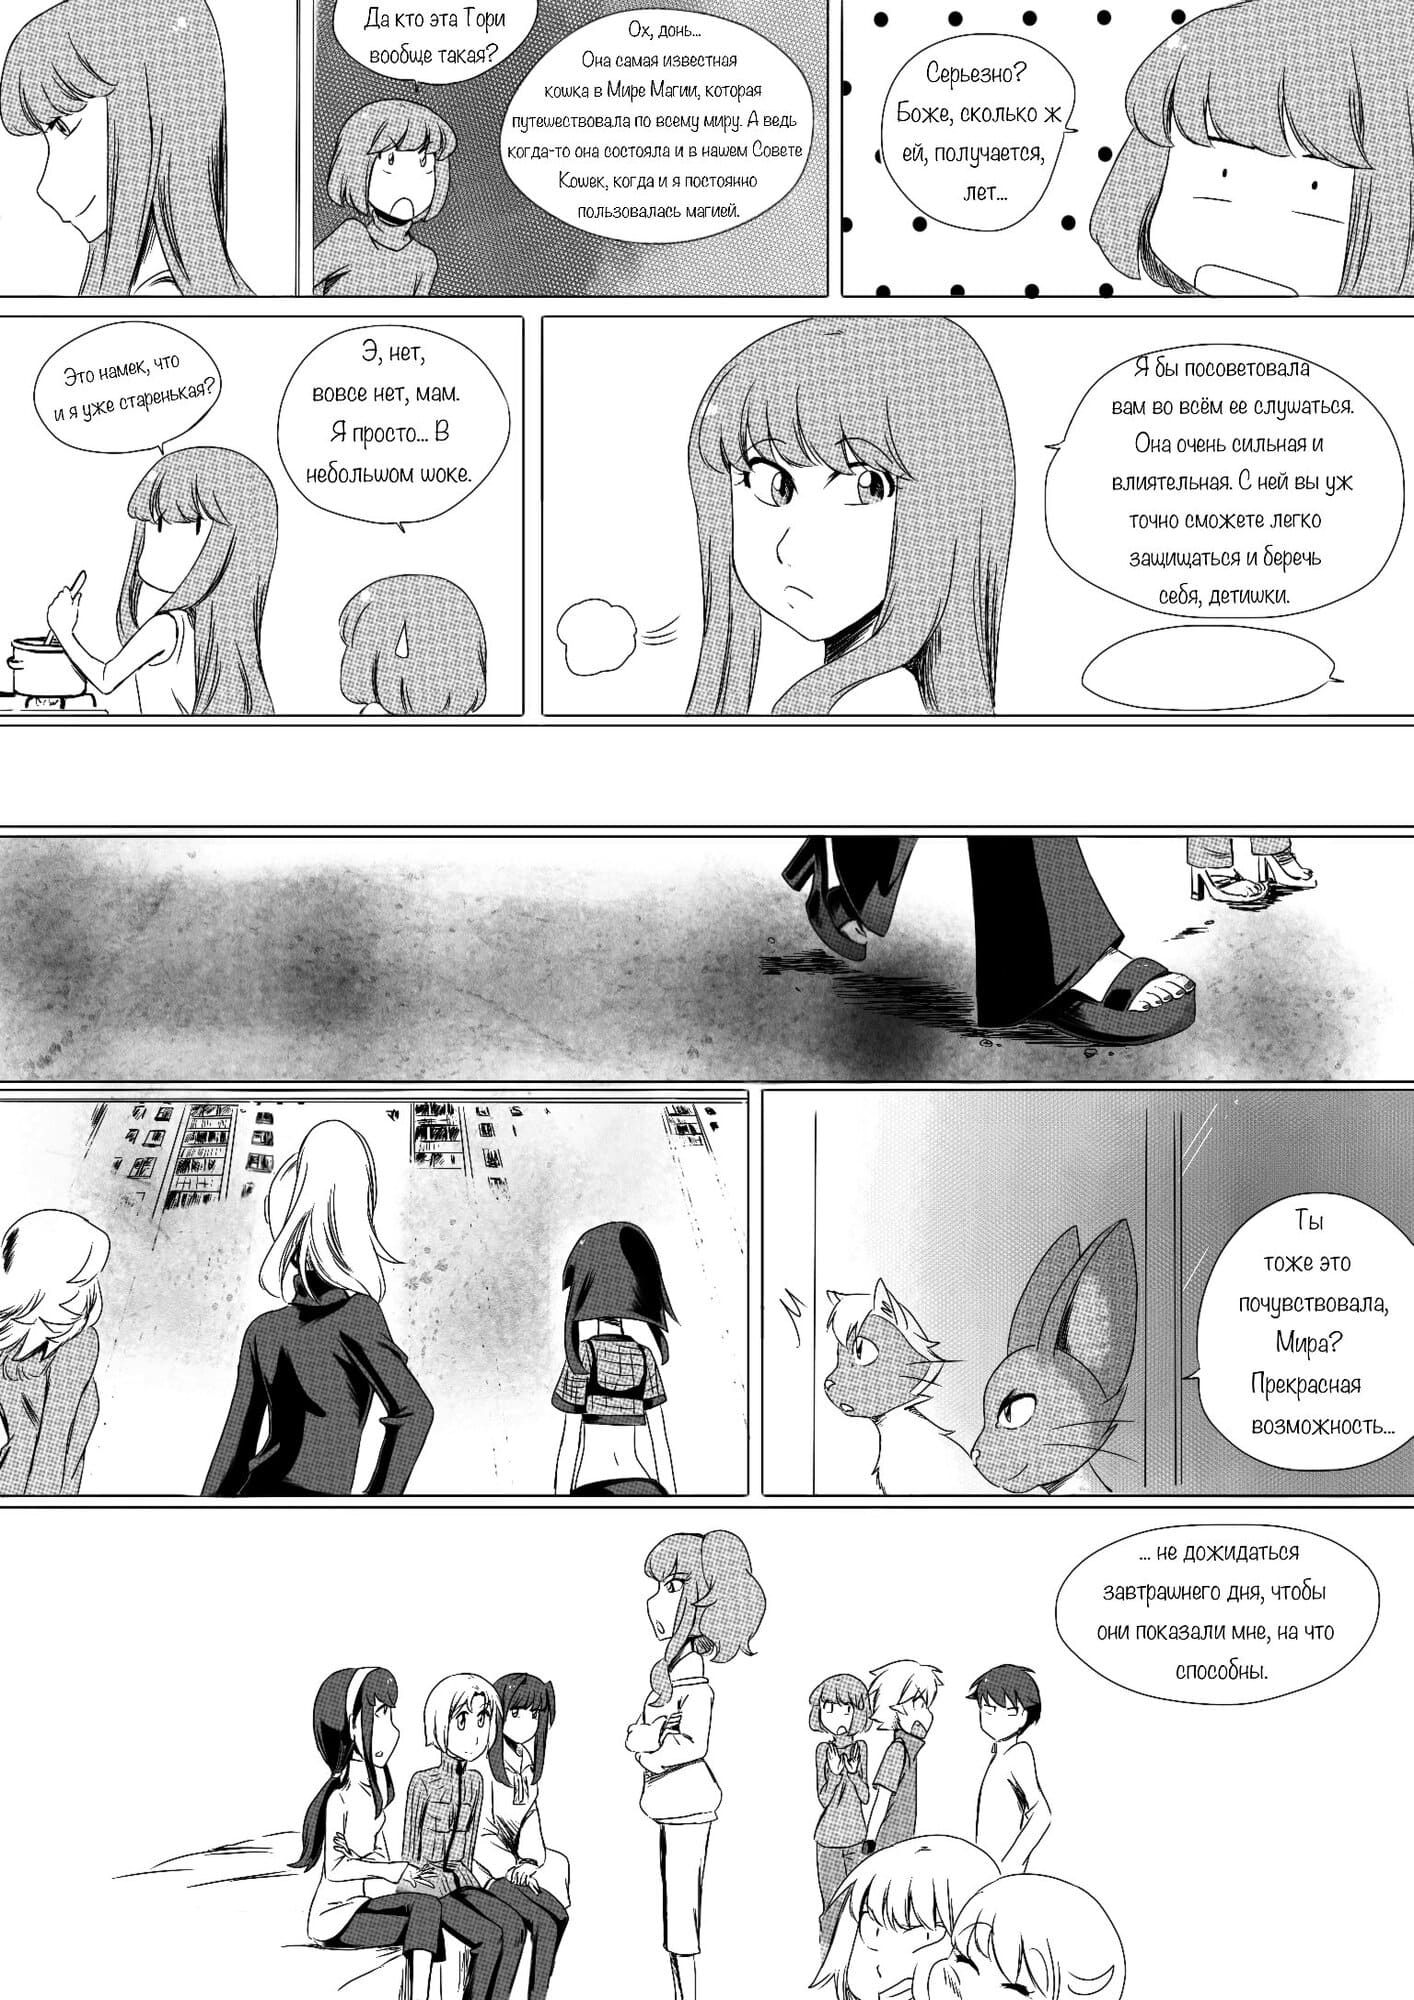 Да кто эта Тори
вообще такая?
Ох, донь...
Она самая известная
кошка в Мире Магии, которая
путешествовала по всему миру. А ведь
когда-то она состояла и в нашем Совете
Кошек, когда и я постоянно
пользовалась магией.
Серьезно?
Боже, сколько ж
ей, получается,
лет...
Это намек, что
и я уже старенькая?
Э, нет,
вовсе нет, мам.
Я просто... В
небольшом шоке.
Я бы посоветовала
вам во всём ее слушаться.
Она очень сильная и
влиятельная. С ней вы уж
точно сможете легко
защищаться и беречь
себя, детишки.
Ты
тоже это
почувствовала,
Мира?
Прекрасная
возможность...
... не дожидаться
завтрашнего дня, чтобы
они показали мне, на что
способны.